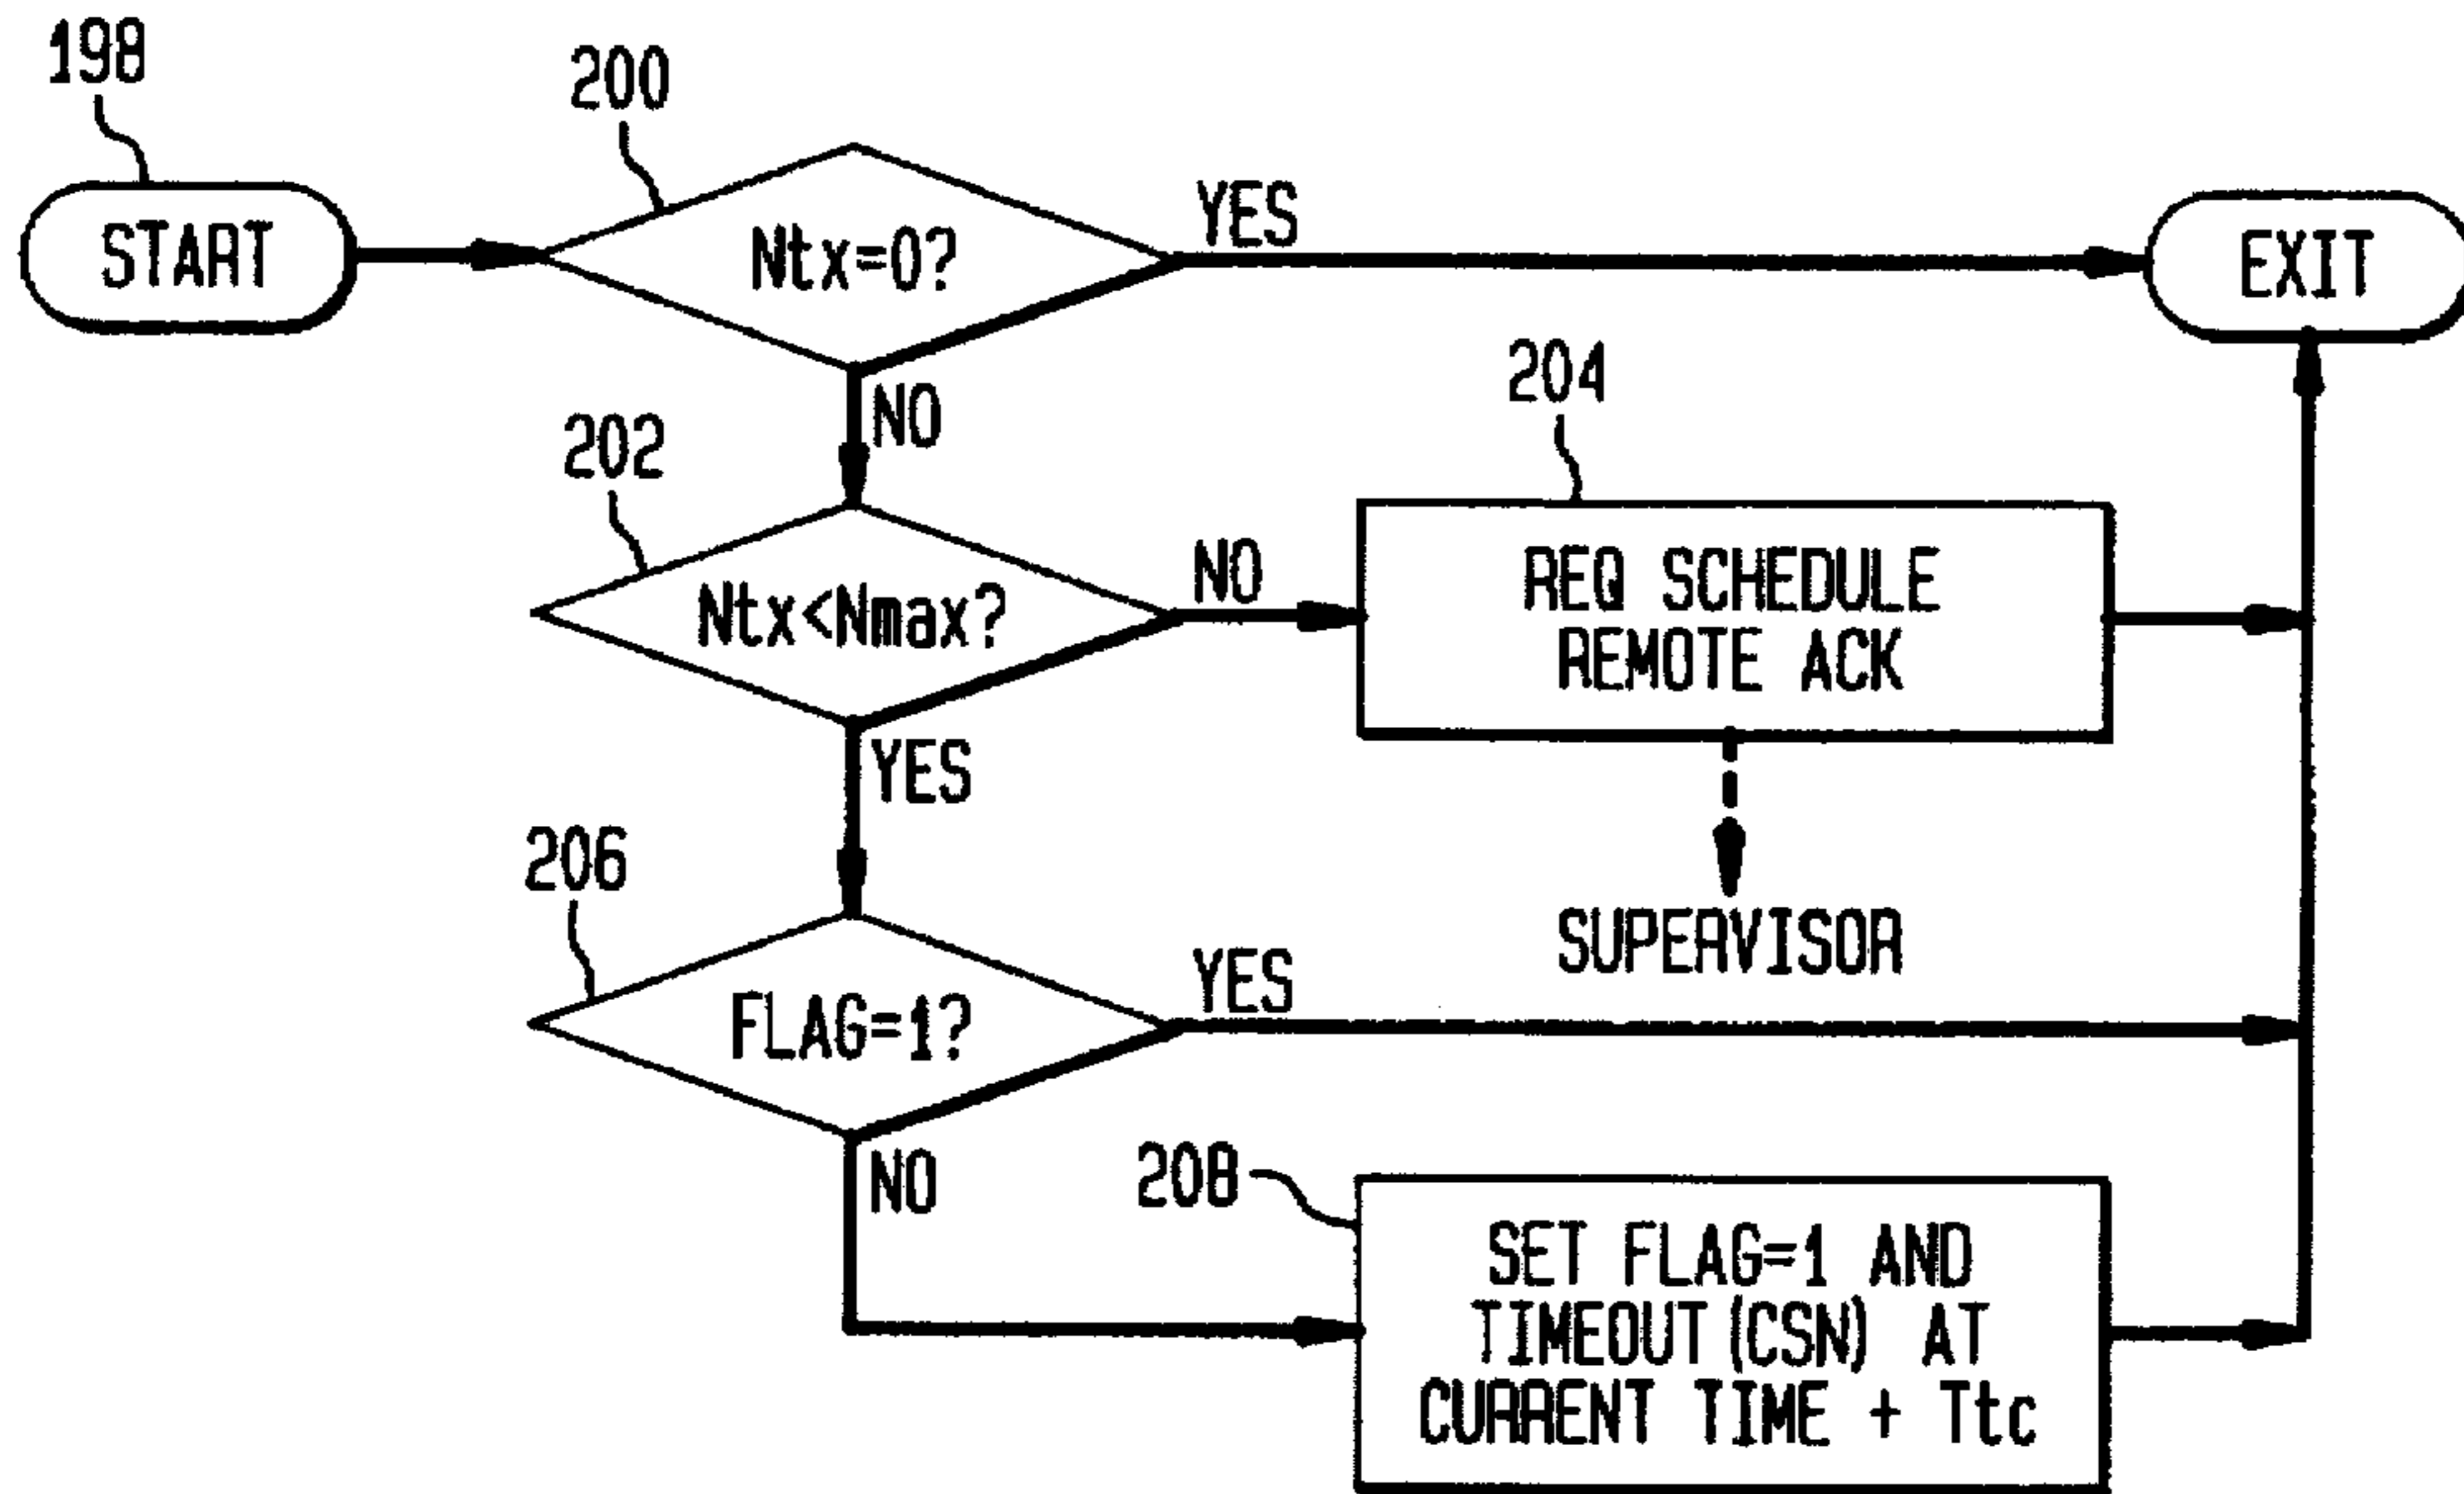 198
200
START
Ntx=0?
YES
EXIT
NO
202
204
Ntx<Nmax?
NO
REQ SCHEDULE
REMOTE ACK
YES
SUPERVISOR
206
FLAG=1?
YES
NO
208
SET FLAG=1 AND
TIMEOUT(CSN) AT
CURRENT TIME + Ttc